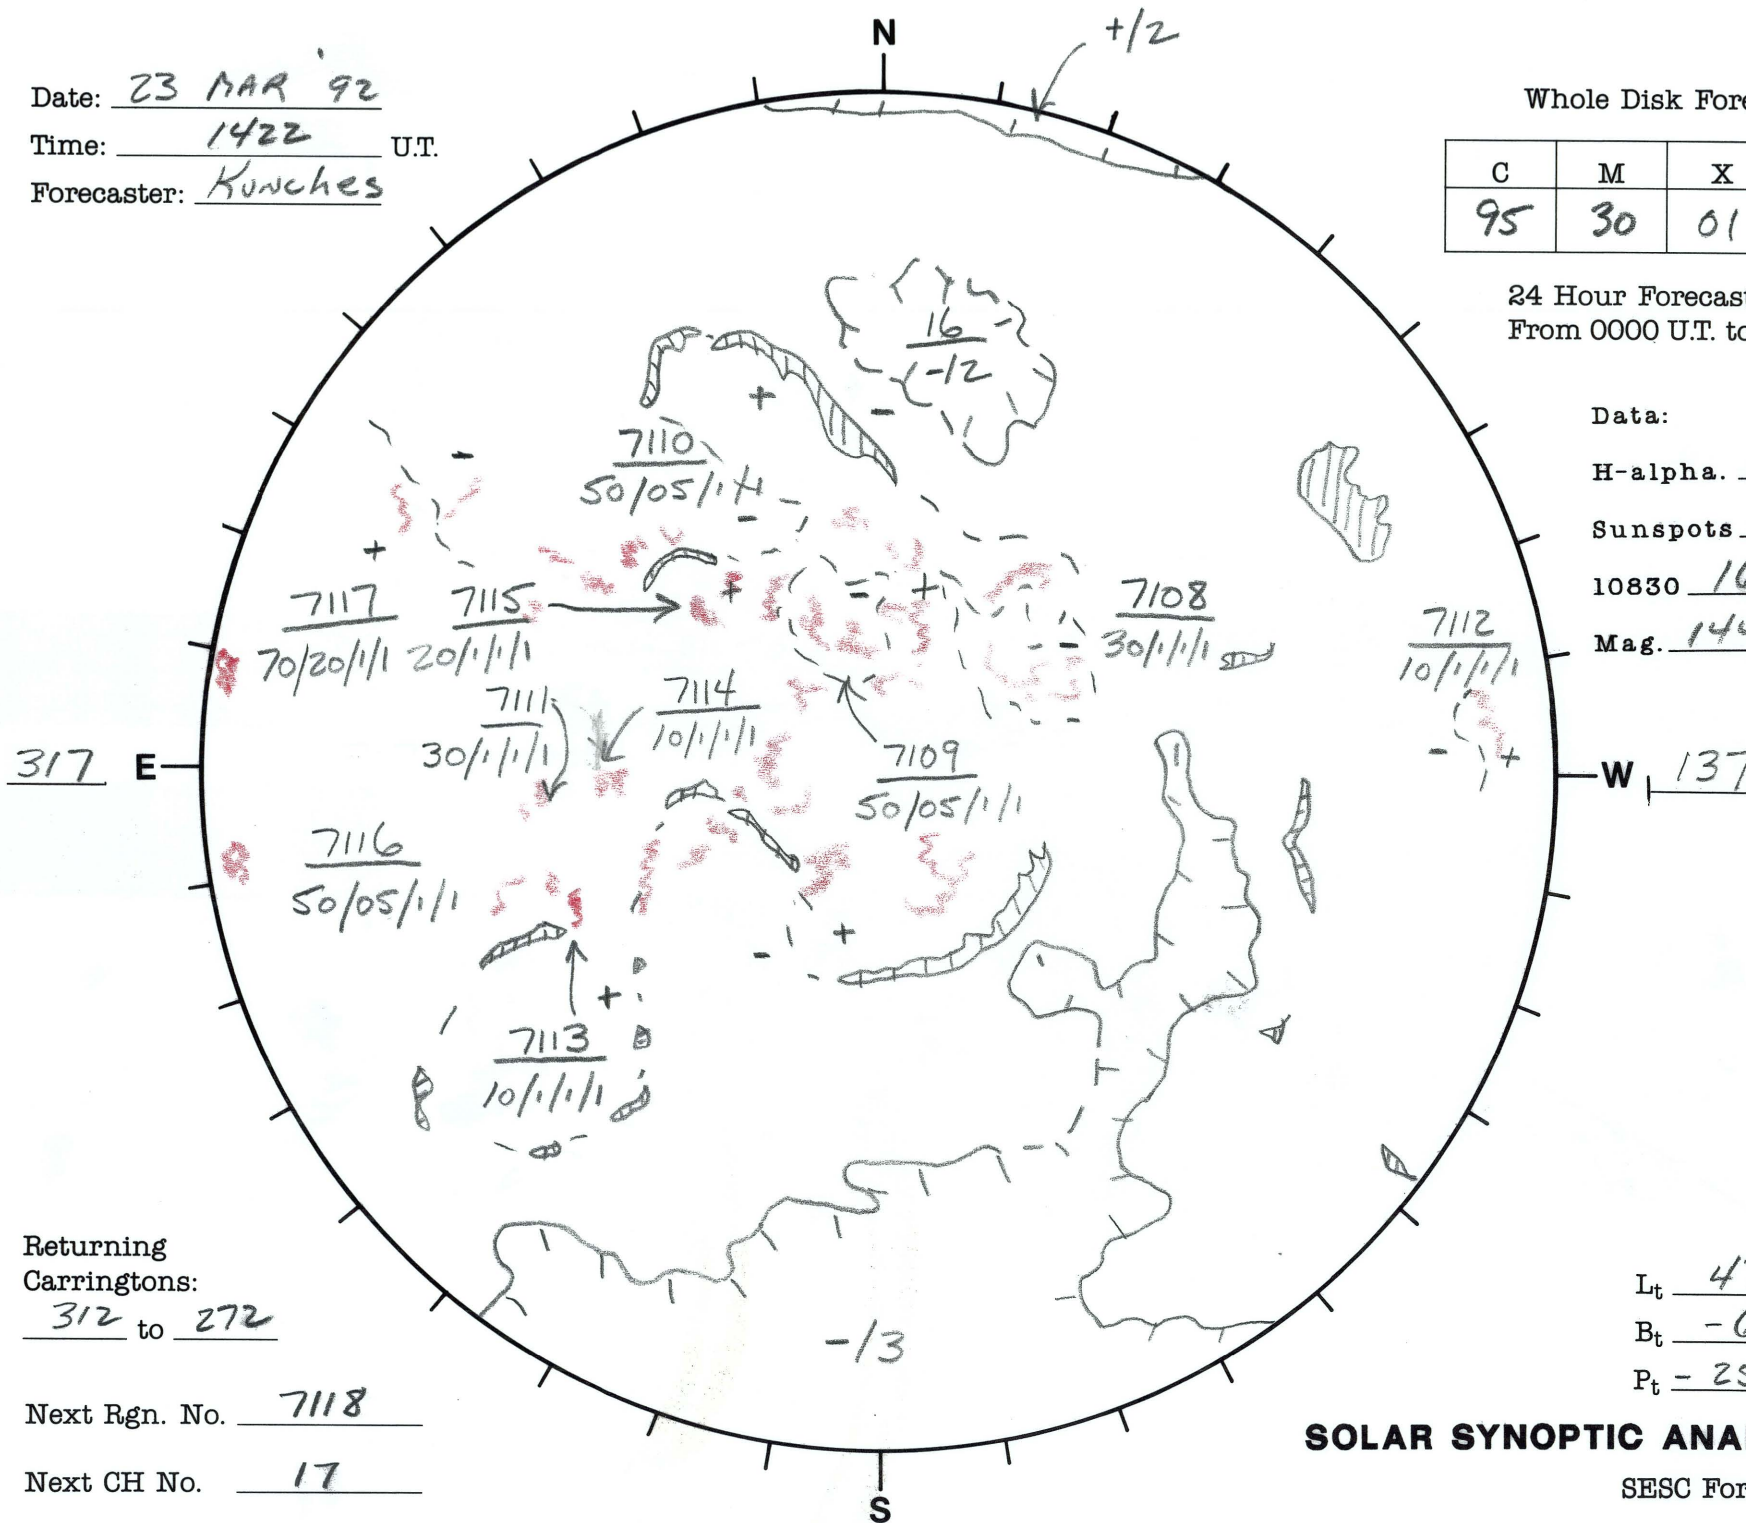 Date: 23 MAR '92
Time: 1422 U.T.
Forecaster: Kunches
N
+/2
Whole Disk Fore
C M X
95 30 01
24 Hour Forecas
From 0000 U.T. to
Data:
H-alpha.
Sunspots
10830
Mag.
16
-/2
+
-
7110
50/05/1/1
-
-
+
7117
70/20/1/1
7115
20/1/1/1
+
-
+
7108
30/1/1/1
-
7112
10/1/1/1
- +
7111
30/1/1/1
7114
10/1/1/1
7109
50/05/1/1
317 E
W 137
7116
50/05/1/1
- +
+
7113
10/1/1/1
-/3
Returning
Carringtons:
312 to 272
Next Rgn. No. 7118
Next CH No. 17
S
Lt
Bt
Pt
SOLAR SYNOPTIC ANA
SESC For